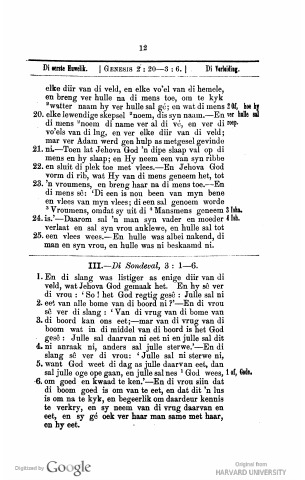 12
Di eerste Huwelik. | GENESIS 2 : 20—3 : 6. | Di Verleiding.
elke diir van di veld, en elke vo'el van di hemele,
en breng ver hulle na di mens toe, om te kyk
²watter naam hy ver hulle sal gé; en wat di mens 2 Of, hoe hy
20. elke lewendige skepsel ²noem, dis syn naam.—En ver hulle sal
di mens ²noem di name ver al di vé, en ver di roep.
vo'els van di lug, en ver elke diir van di veld;
mar ver Adam werd gen hulp as metgesel gevinde
21. ni.—Toen lat Jehova God 'n dipe slaap val op di
mens en hy slaap; en Hy neem een van syn ribbe
22. en sluit di plek toe met vlees.—En Jehova God
vorm di rib, wat Hy van di mens geneem het, tot
23. 'n vroumens, en breng haar na di mens toe.—En
di mens sê: 'Di een is nou been van myn bene
en vlees van myn vlees; di een sal genoem worde
³ Vroumens, omdat sy uit di ⁴ Mansmens geneem 3 Isha.
24. is.'—Daarom sal 'n man syn vader en moeder 4 Ish.
verlaat en sal syn vrou anklewe, en hulle sal tot
25. een vlees wees.—En hulle was albei nakend, di
man en syn vrou, en hulle was ni beskaamd ni.
III.—Di Sondeval, 3 : 1—6.
1. En di slang was listiger as enige diir van di
veld, wat Jehova God gemaak het. En hy sê ver
di vrou : ' So ! het God regtig gesê : Julle sal ni
2. eet van alle bome van di boord ni ?'—En di vrou
sê ver di slang : ' Van di vrug van di bome van
3. di boord kan ons eet;—mar van di vrug van di
boom wat in di middel van di boord is het God
gesê : Julle sal daarvan ni eet ni en julle sal dit
4. ni anraak ni, anders sal julle sterwe.'—En di
slang sê ver di vrou: ' Julle sal ni sterwe ni,
5. want God weet di dag as julle daarvan eet, dan
sal julle oge ope gaan, en julle sal nes ¹ God wees, 1 of, Gode.
6. om goed en kwaad te ken.'—En di vrou siin dat
di boom goed is om van te eet, en dat dit 'n lus
is om na te kyk, en begeerlik om daardeur kennis
te verkry, en sy neem van di vrug daarvan en
eet, en sy gé ook ver haar man same met haar,
en hy eet.
Digitized by Google
Original from
HARVARD UNIVERSITY